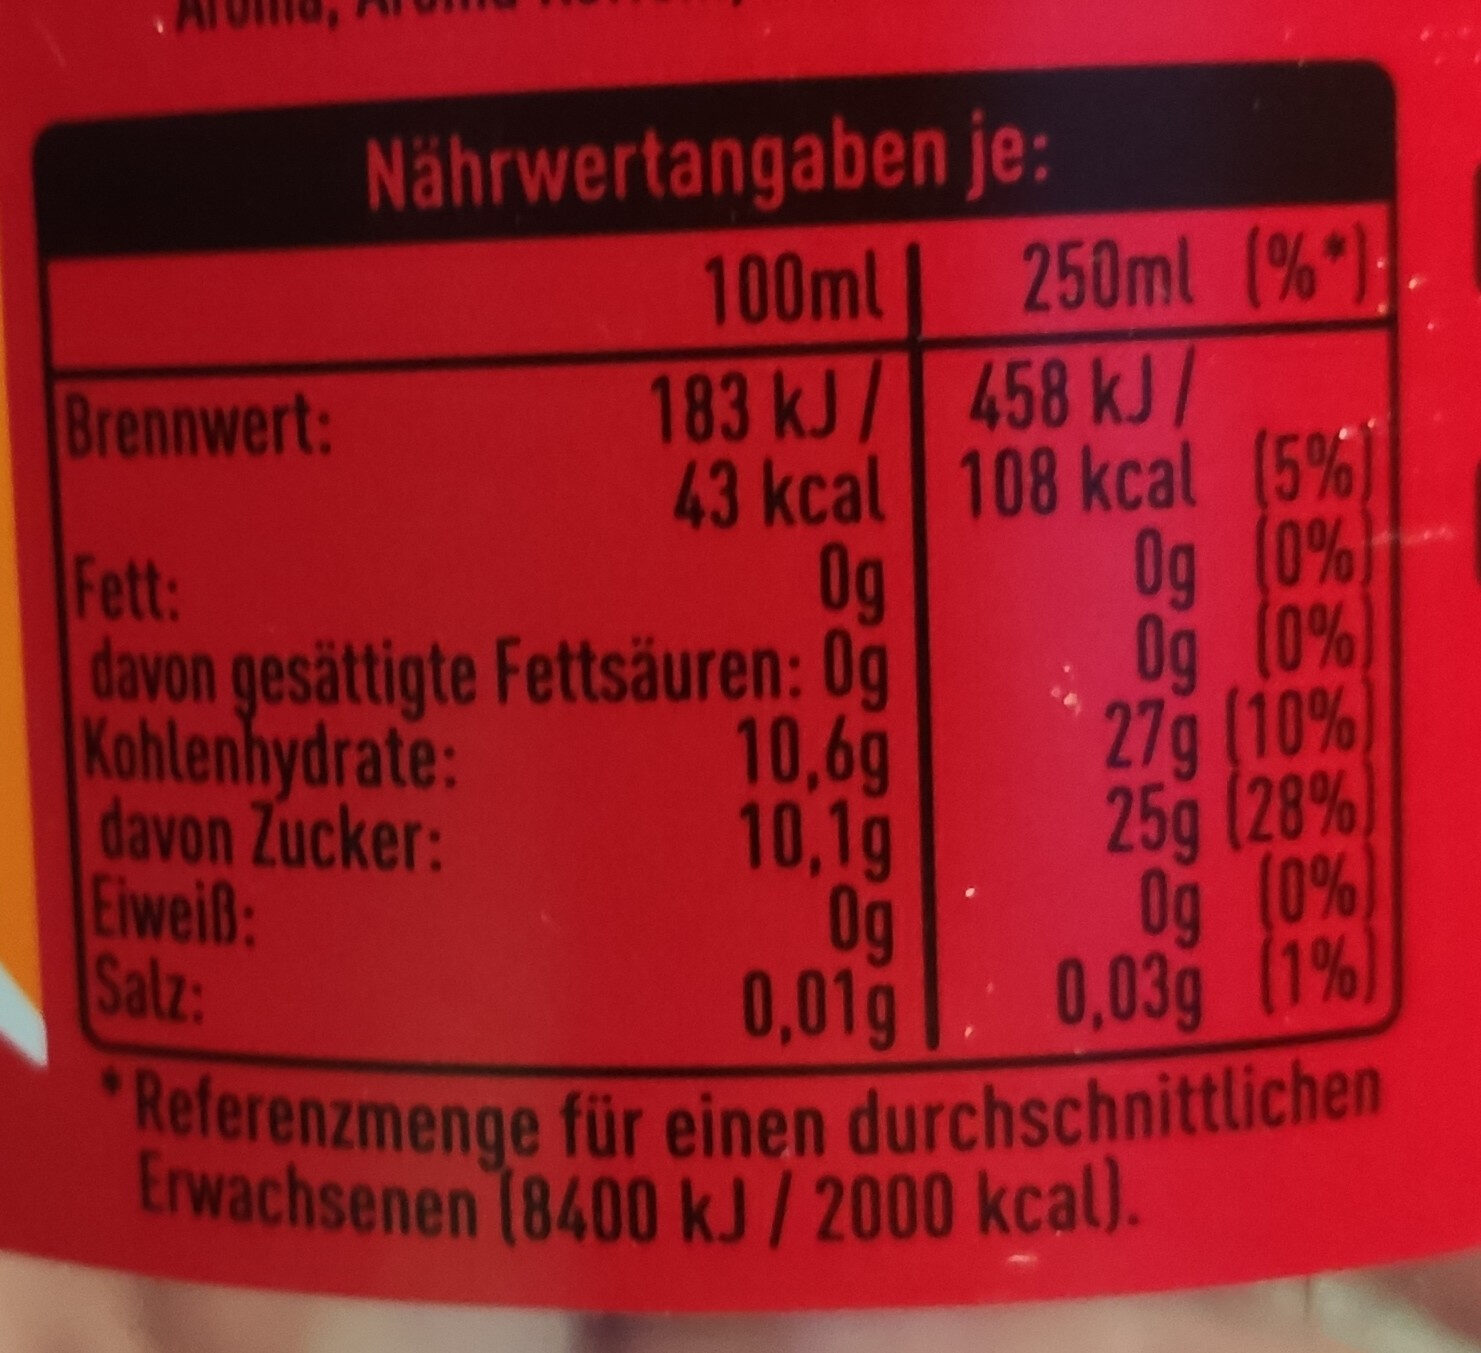 Aroma, Aroma
Nährwertangaben je:
100ml 250ml (%*)
Brennwert: 183 kJ / 458 kJ /
43 kcal 108 kcal (5%)
Fett: 0g 0g (0%)
davon gesättigte Fettsäuren: 0g 0g (0%)
Kohlenhydrate: 10,6g 27g (10%)
davon Zucker: 10,1g 25g (28%)
Eiweiß: 0g 0g (0%)
Salz: 0,01g 0,03g (1%)
*Referenzmenge für einen durchschnittlichen
Erwachsenen (8400 kJ / 2000 kcal).